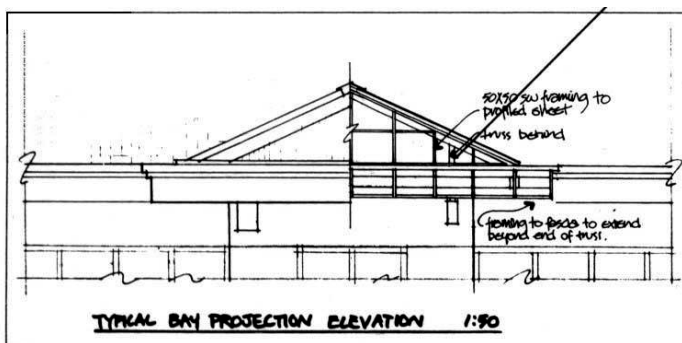 50x50 sw framing to
profiled sheet
truss behind
framing to fascia to extend
beyond end of truss.
TYPICAL BAY PROJECTION ELEVATION 1:50